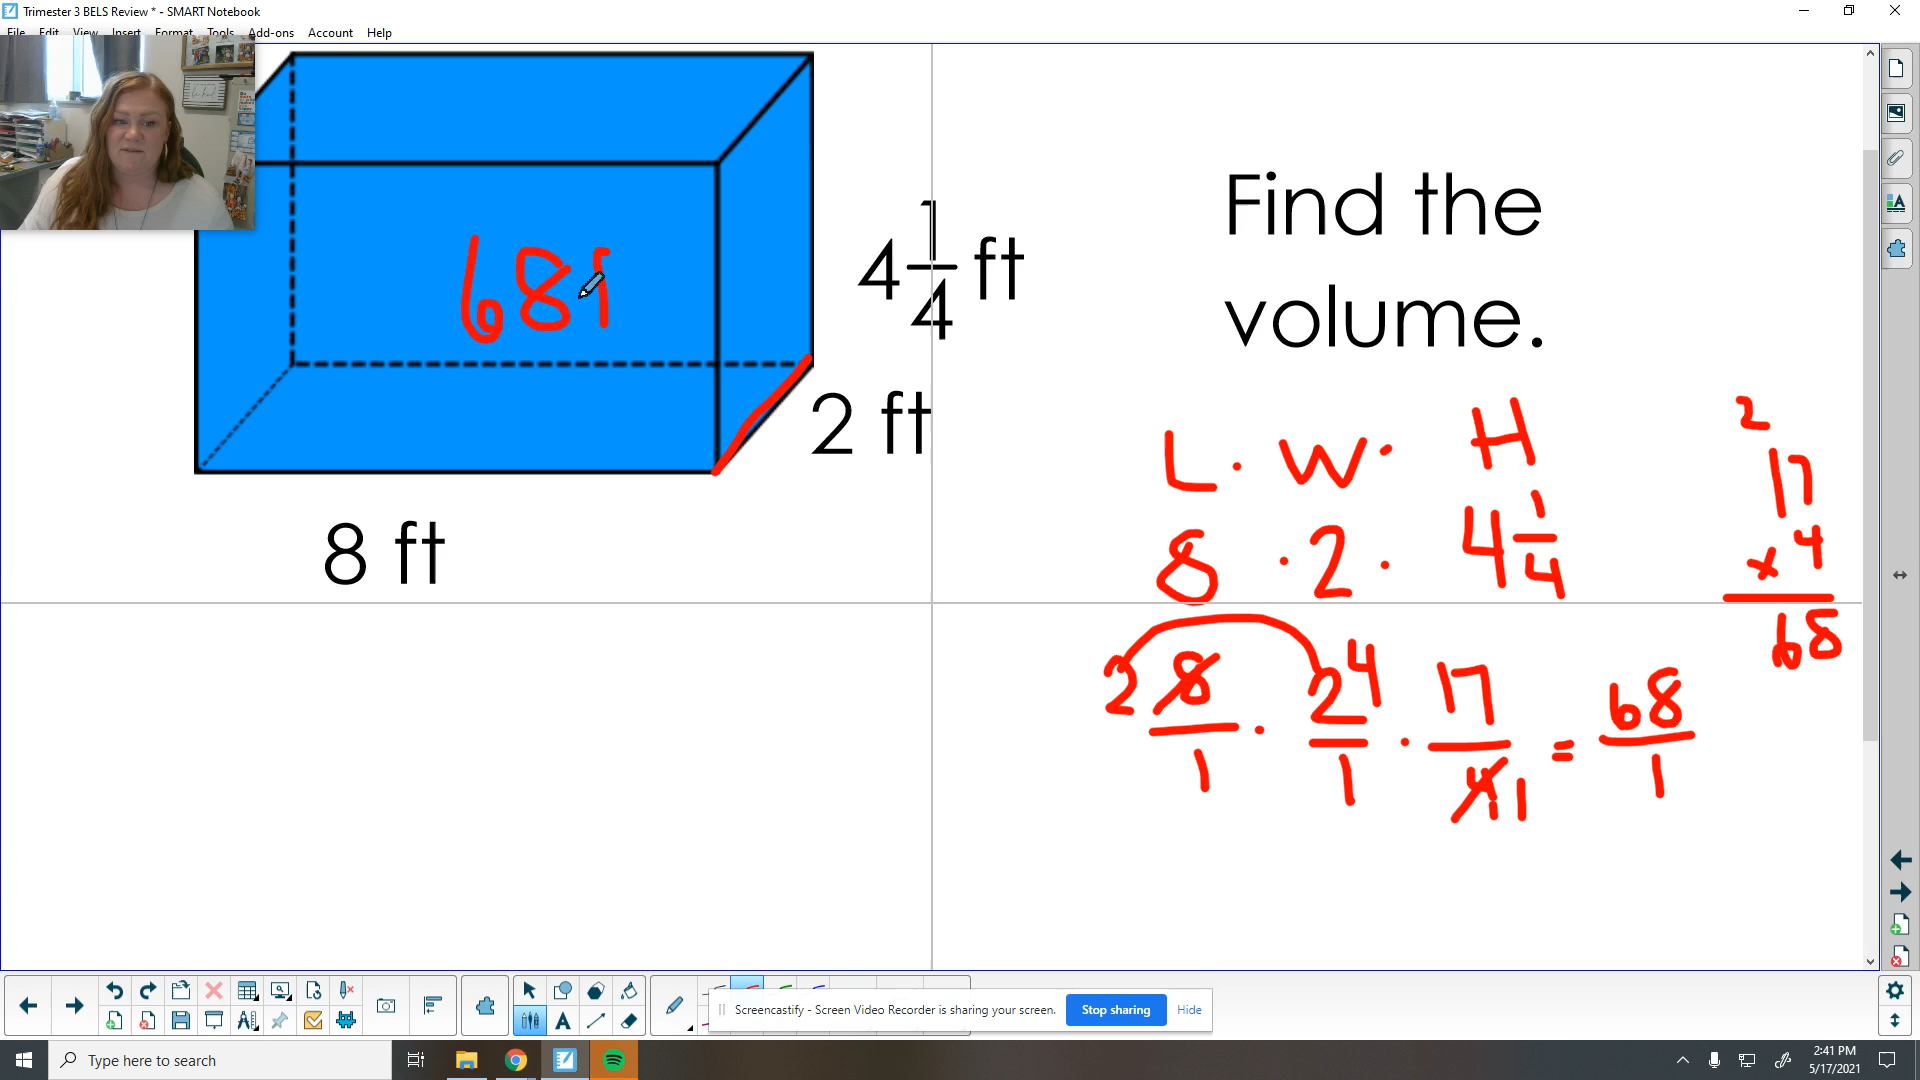 Trimester 3 BELS Review * - SMART Notebook
File Edit View Insert Format Tools Add-ons Account Help
68f
4 1/4 ft
2 ft
8 ft
Find the
volume.
L . W . H
8 . 2 . 4 1/4
2 8/1 . 2 4/1 . 17/4 1 = 68/1
2
17
x 4
68
Screencastify - Screen Video Recorder is sharing your screen.
Stop sharing
Hide
Type here to search
2:41 PM
5/17/2021